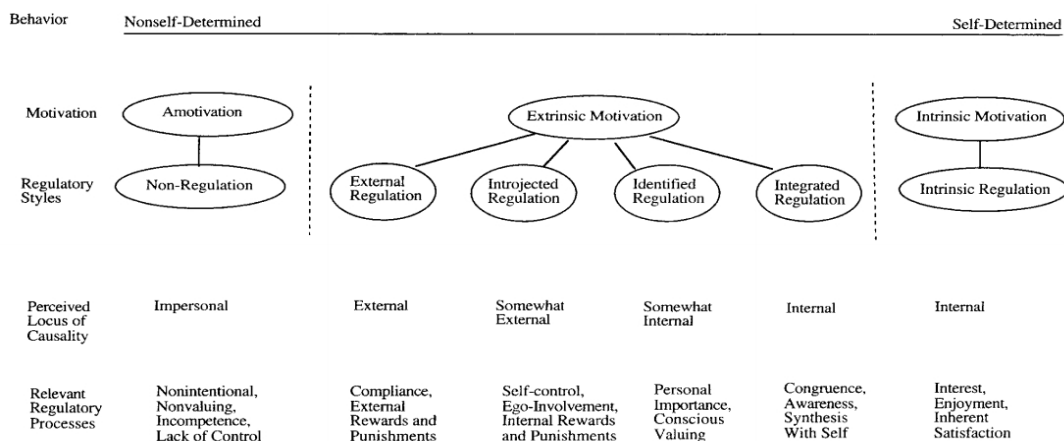 Behavior Nonself-Determined Self-Determined
Motivation Amotivation Extrinsic Motivation Intrinsic Motivation
Regulatory
Styles
Non-Regulation
External
Regulation
Introjected
Regulation
Identified
Regulation
Integrated
Regulation
Intrinsic Regulation
Perceived
Locus of
Causality
Impersonal
External
Somewhat
External
Somewhat
Internal
Internal
Internal
Relevant
Regulatory
Processes
Nonintentional,
Nonvaluing,
Incompetence,
Lack of Control
Compliance,
External
Rewards and
Punishments
Self-control,
Ego-Involvement,
Internal Rewards
and Punishments
Personal
Importance,
Conscious
Valuing
Congruence,
Awareness,
Synthesis
With Self
Interest,
Enjoyment,
Inherent
Satisfaction